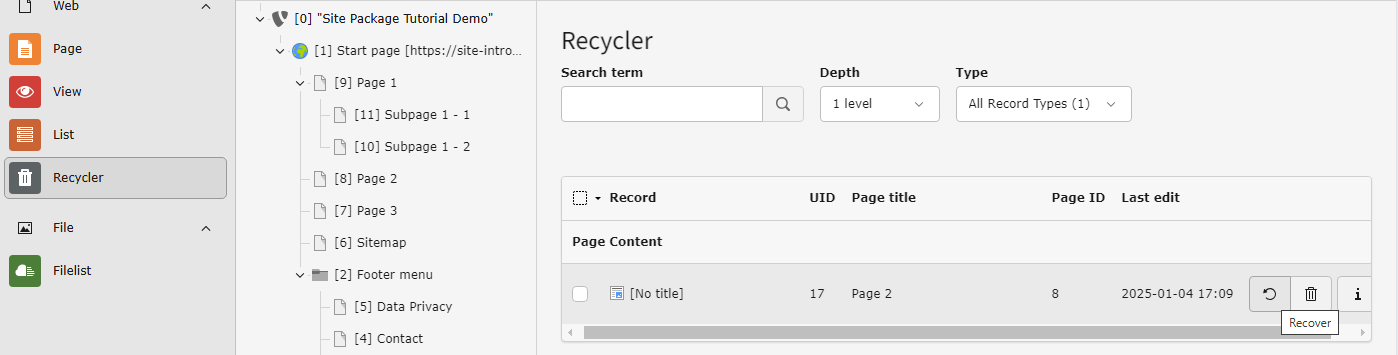 Web
Page
View
List
Recycler
File
Filelist
[0] "Site Package Tutorial Demo"
[1] Start page [https://site-intro...
[9] Page 1
[11] Subpage 1 - 1
[10] Subpage 1 - 2
[8] Page 2
[7] Page 3
[6] Sitemap
[2] Footer menu
[5] Data Privacy
[4] Contact
Recycler
Search term Depth Type
1 level All Record Types (1)
Record UID Page title Page ID Last edit
Page Content
[No title] 17 Page 2 8 2025-01-04 17:09
Recover